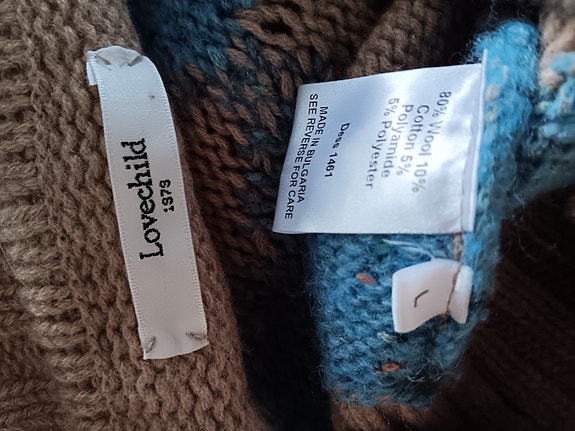 Lovechild
1979
80% Wool 10%
Cotton 5%
polyamide
5% Polyester
Dess 1461
MADE IN BULGARIA
SEE REVERSE FOR CARE
L